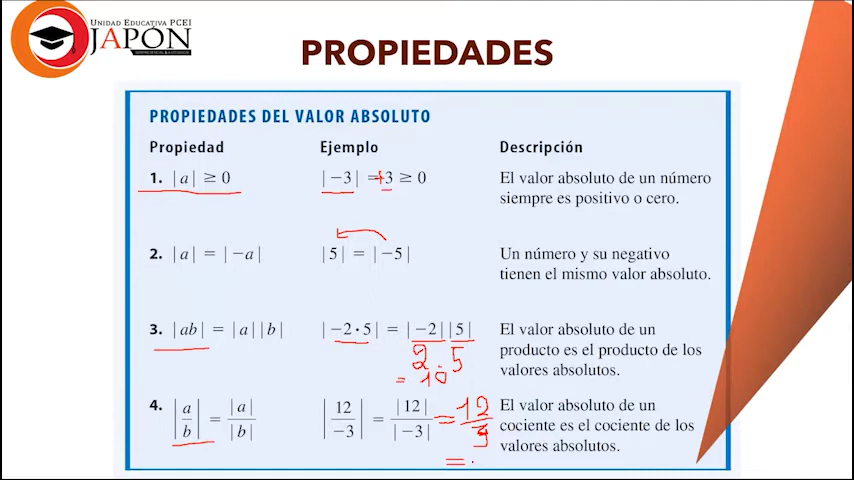 UNIDAD EDUCATIVA PCEI
JAPÓN
PROPIEDADES
PROPIEDADES DEL VALOR ABSOLUTO
Propiedad Ejemplo Descripción
1. |a| ≥ 0 |−3| = +3 ≥ 0 El valor absoluto de un número
siempre es positivo o cero.
2. |a| = |−a| |5| = |−5| Un número y su negativo
tienen el mismo valor absoluto.
3. |ab| = |a||b| |−2·5| = |−2||5| El valor absoluto de un
producto es el producto de los
valores absolutos.
2 · 5
= 10
4. |a/b| = |a|/|b| |12/−3| = |12|/|−3| = 12/3 El valor absoluto de un
cociente es el cociente de los
valores absolutos.
=